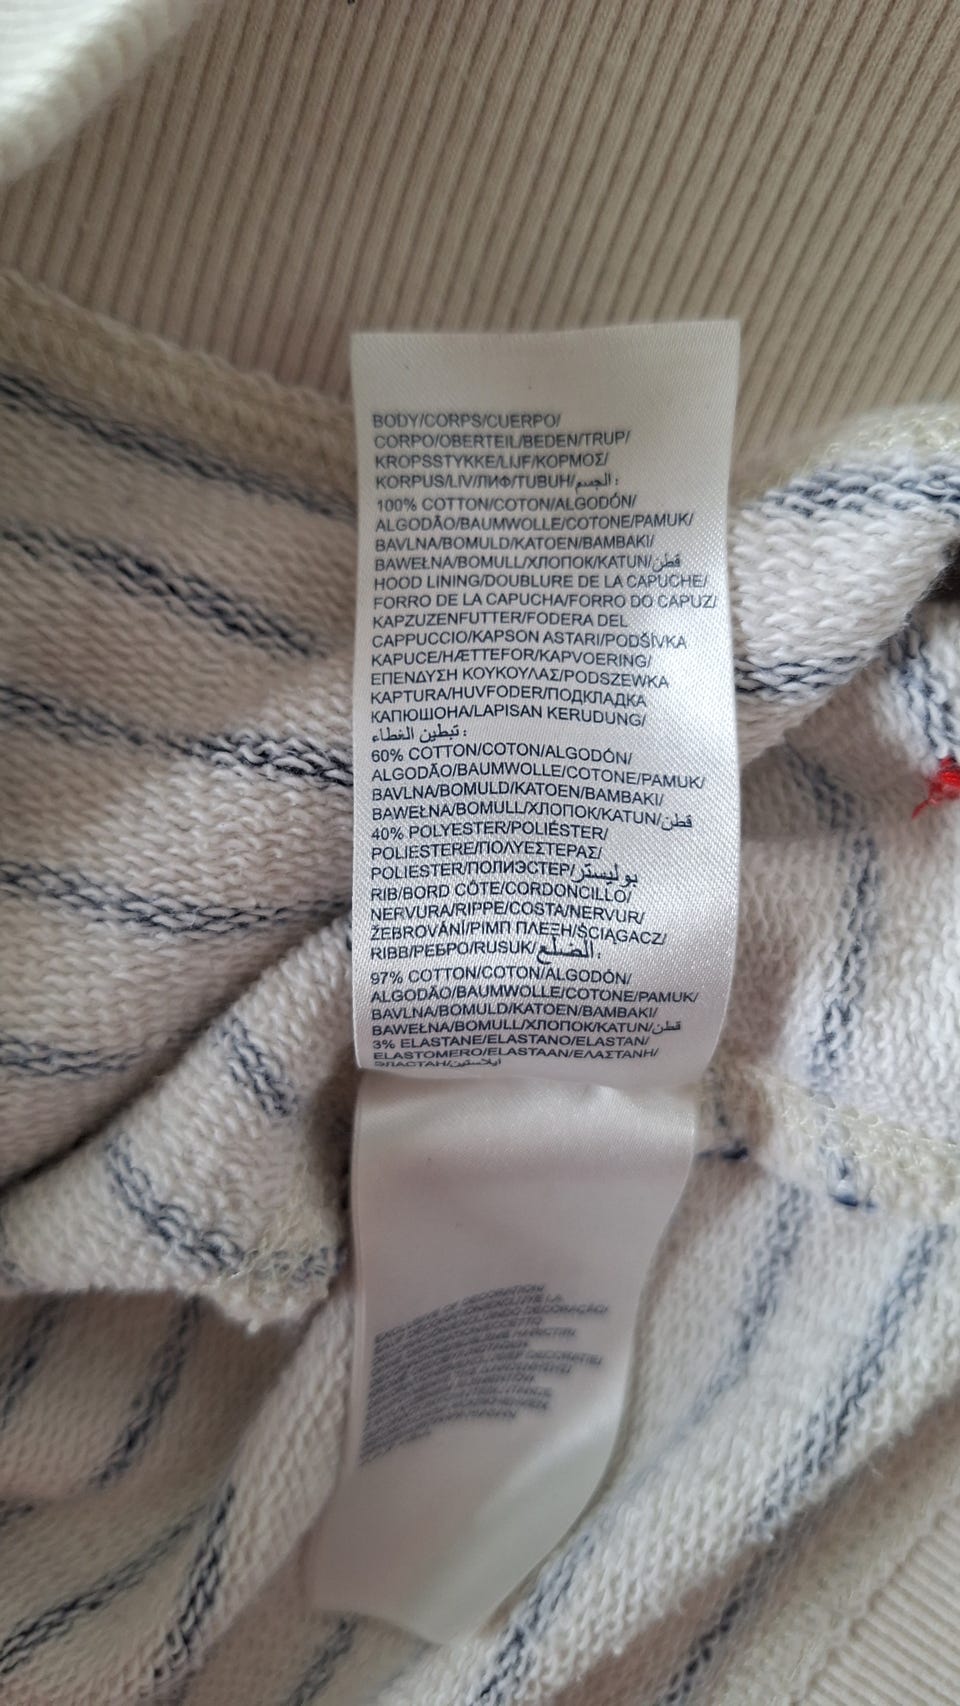 BODY/CORPS/CUERPO/
CORPO/OBERTEIL/BEDEN/TRUP/
KROPSSTYKKE/LIJF/ΚΟΡΜΟΣ/
KORPUS/LIV/ЛИФ/TUBUH/الجسم:
100% COTTON/COTON/ALGODÓN/
ALGODÃO/BAUMWOLLE/COTONE/PAMUK/
BAVLNA/BOMULD/KATOEN/BAMBAKI/
BAWEŁNA/BOMULL/ХЛОПОК/KATUN/قطن
HOOD LINING/DOUBLURE DE LA CAPUCHE/
FORRO DE LA CAPUCHA/FORRO DO CAPUZ/
KAPZUZENFUTTER/FODERA DEL
CAPPUCCIO/KAPSON ASTARI/PODŠÍVKA
KAPUCE/HÆTTEFOR/KAPVOERING/
ΕΠΕΝΔΥΣΗ ΚΟΥΚΟΥΛΑΣ/PODSZEWKA
KAPTURA/HUVFODER/ПОДКЛАДКА
КАПЮШОНА/LAPISAN KERUDUNG/
تبطين الغطاء:
60% COTTON/COTON/ALGODÓN/
ALGODÃO/BAUMWOLLE/COTONE/PAMUK/
BAVLNA/BOMULD/KATOEN/BAMBAKI/
BAWEŁNA/BOMULL/ХЛОПОК/KATUN/قطن
40% POLYESTER/POLIÉSTER/
POLIESTERE/ΠΟΛΥΕΣΤΕΡΑΣ/
POLIESTER/ПОЛИЭСТЕР/بوليستر
RIB/BORD CÔTE/CORDONCILLO/
NERVURA/RIPPE/COSTA/NERVUR/
ŽEBROVÁNÍ/ΡΙΜΠ ΠΛΕΞΗ/ŚCIĄGACZ/
RIBB/РЕБРО/RUSUK/الضلع:
97% COTTON/COTON/ALGODÓN/
ALGODÃO/BAUMWOLLE/COTONE/PAMUK/
BAVLNA/BOMULD/KATOEN/BAMBAKI/
BAWEŁNA/BOMULL/ХЛОПОК/KATUN/قطن
3% ELASTANE/ELASTANO/ELASTAN/
ELASTOMERO/ELASTAAN/ΕΛΑΣΤΑΝΗ/
ЭЛАСТАН/ايلاستين